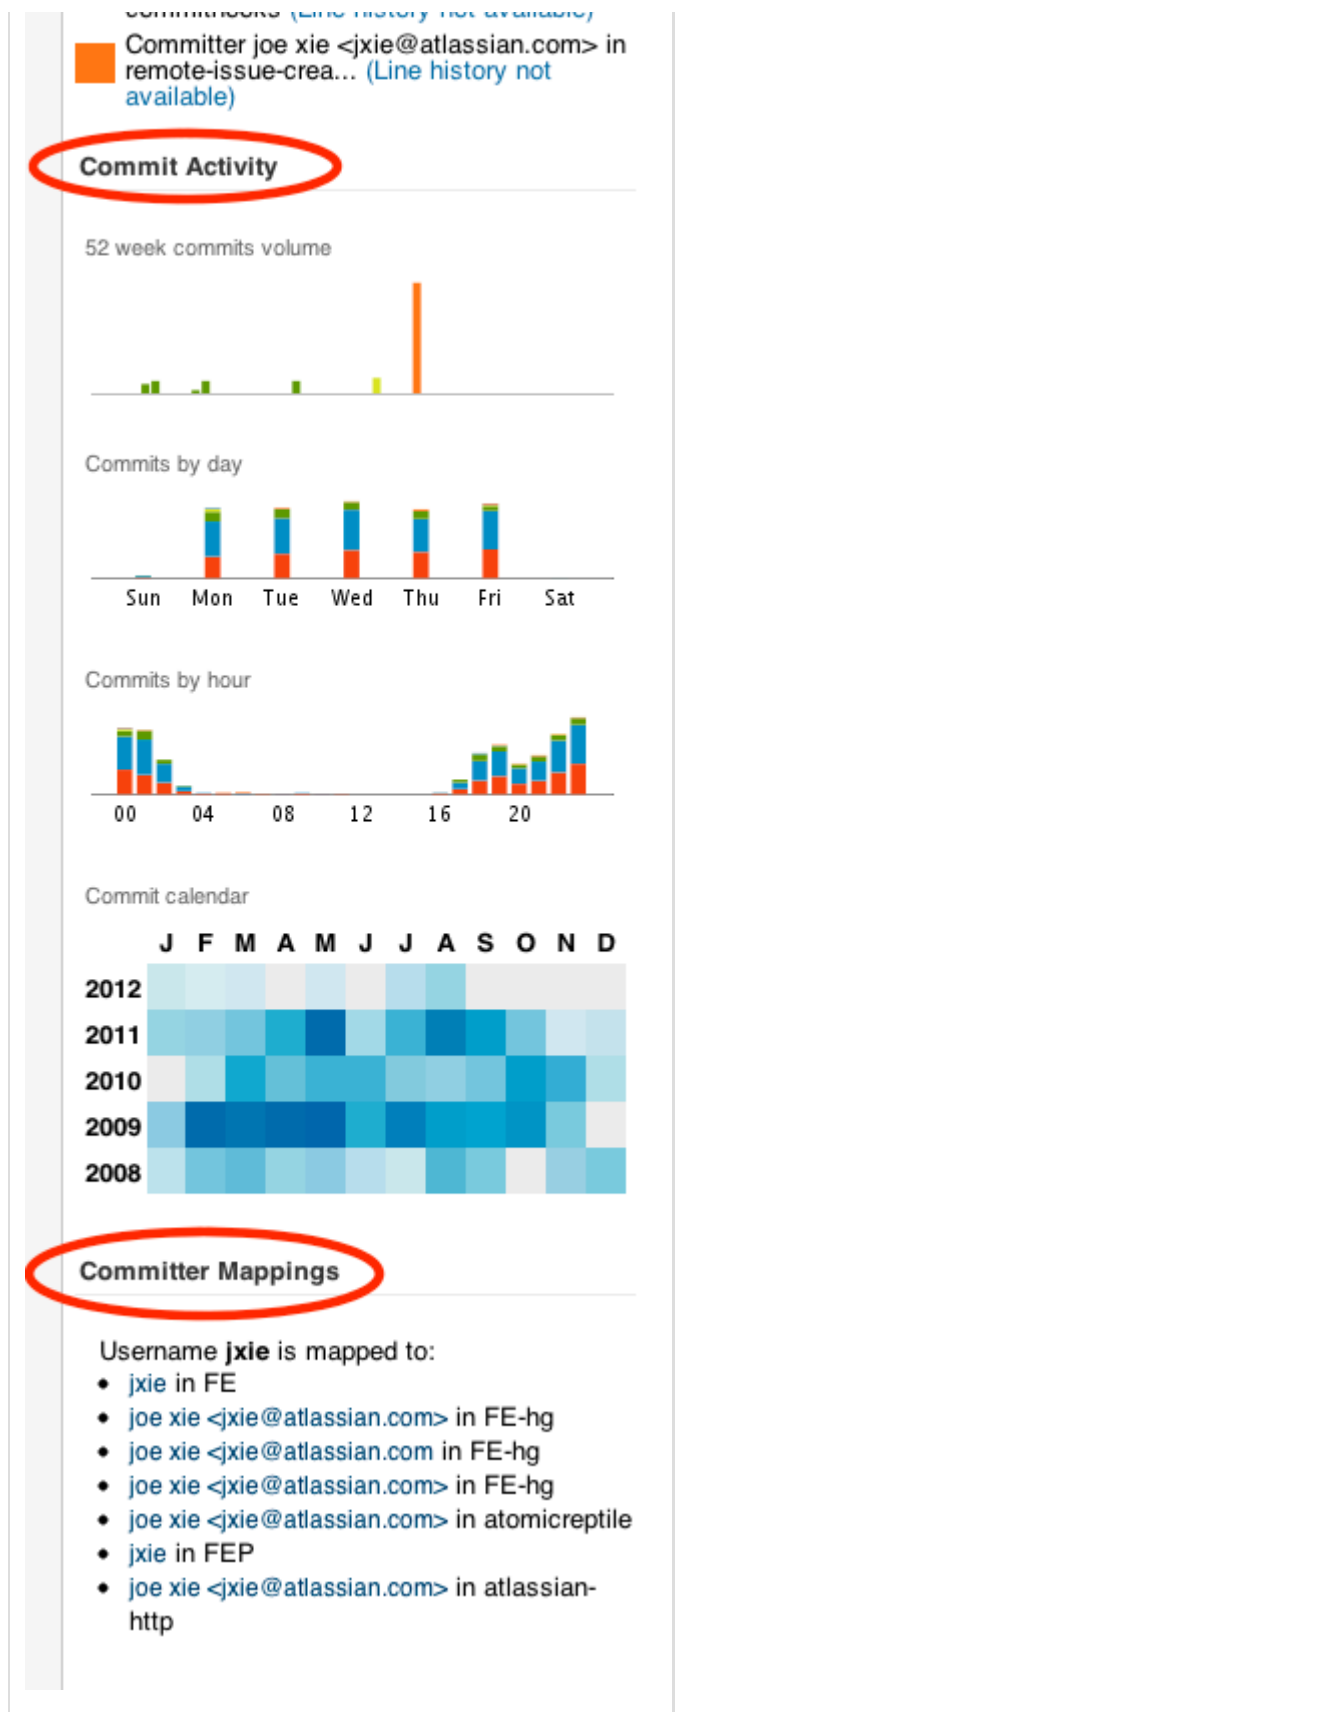 commithooks (Line history not available)
Committer joe xie <jxie@atlassian.com> in
remote-issue-crea... (Line history not
available)
Commit Activity
52 week commits volume
Commits by day
Sun Mon Tue Wed Thu Fri Sat
Commits by hour
00 04 08 12 16 20
Commit calendar
J F M A M J J A S O N D
2012
2011
2010
2009
2008
Committer Mappings
Username jxie is mapped to:
• jxie in FE
• joe xie <jxie@atlassian.com> in FE-hg
• joe xie <jxie@atlassian.com in FE-hg
• joe xie <jxie@atlassian.com> in FE-hg
• joe xie <jxie@atlassian.com> in atomicreptile
• jxie in FEP
• joe xie <jxie@atlassian.com> in atlassian-
http